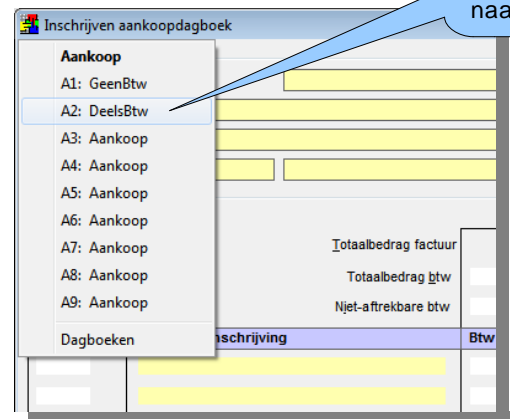 naa
Inschrijven aankoopdagboek
Aankoop
A1: GeenBtw
A2: DeelsBtw
A3: Aankoop
A4: Aankoop
A5: Aankoop
A6: Aankoop
A7: Aankoop
A8: Aankoop
A9: Aankoop
Dagboeken
Totaalbedrag factuur
Totaalbedrag btw
Niet-aftrekbare btw
nschrijving
Btw